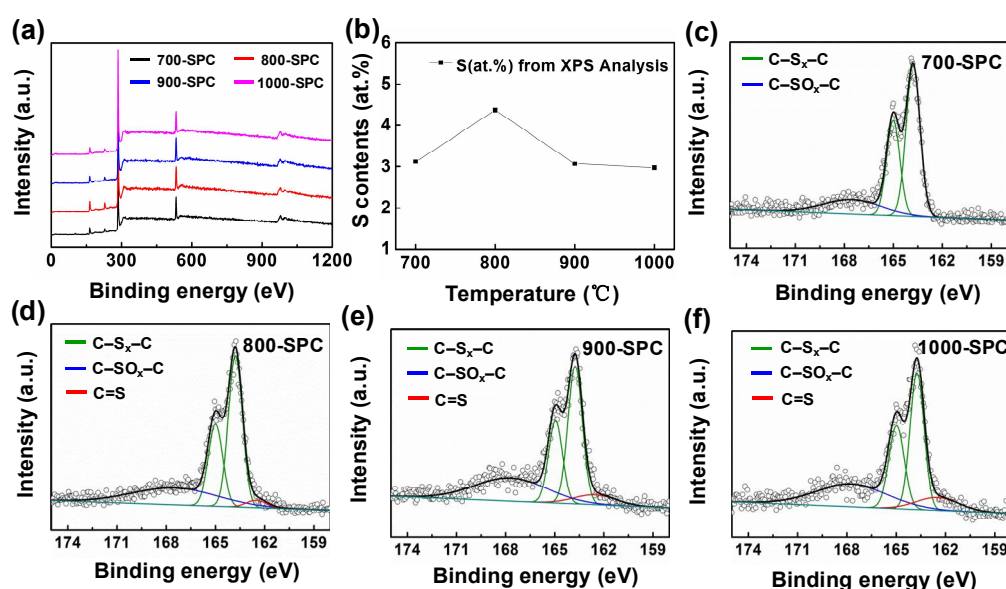 (a)
Intensity (a.u.)
700-SPC 800-SPC
900-SPC 1000-SPC
0 300 600 900 1200
Binding energy (eV)
(b)
S contents (at.%)
6
5
4
3
2
1
S(at.%) from XPS Analysis
700 800 900 1000
Temperature (℃)
(c)
Intensity (a.u.)
C–Sₓ–C
C–SOₓ–C
700-SPC
174 171 168 165 162 159
Binding energy (eV)
(d)
Intensity (a.u.)
C–Sₓ–C
C–SOₓ–C
C=S
800-SPC
174 171 168 165 162 159
Binding energy (eV)
(e)
Intensity (a.u.)
C–Sₓ–C
C–SOₓ–C
C=S
900-SPC
174 171 168 165 162 159
Binding energy (eV)
(f)
Intensity (a.u.)
C–Sₓ–C
C–SOₓ–C
C=S
1000-SPC
174 171 168 165 162 159
Binding energy (eV)